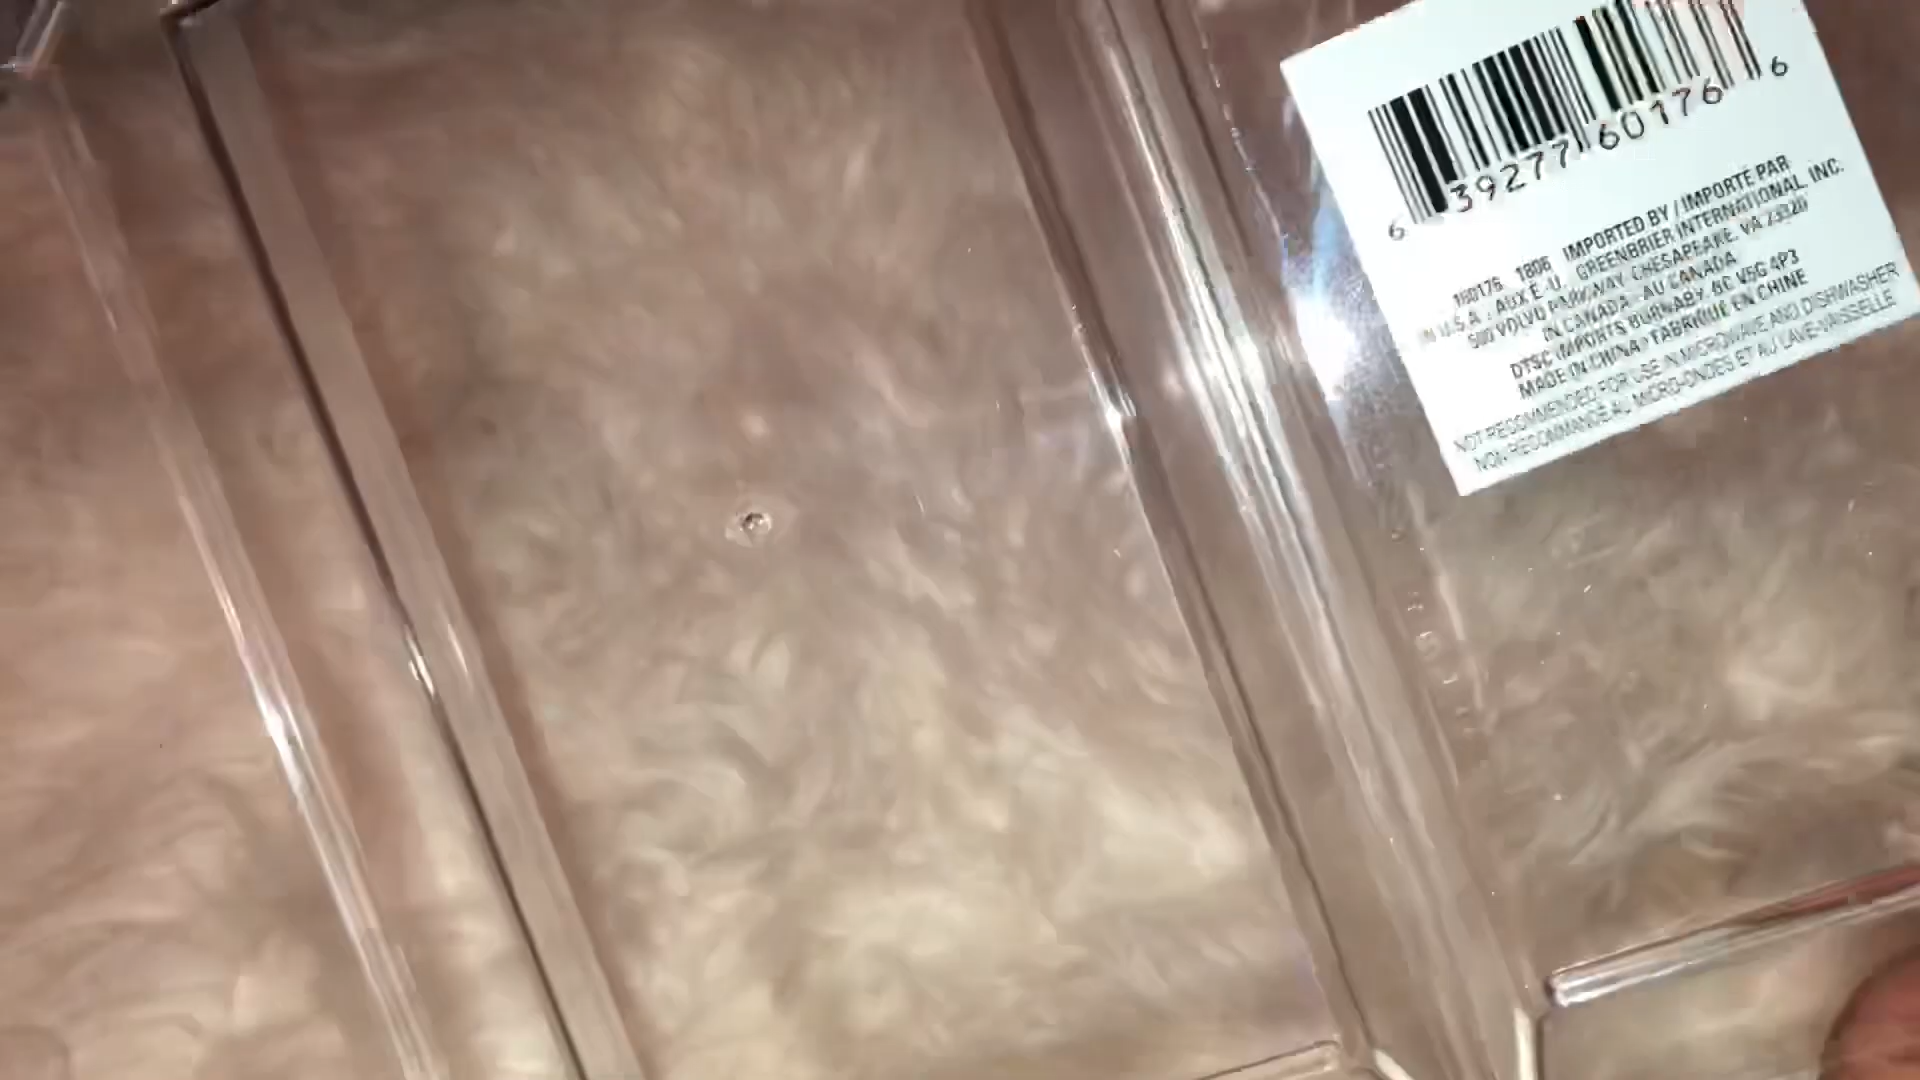 6 39277 60176 6
160176 1806 IMPORTED BY / IMPORTÉ PAR
IN U.S.A : AUX É.-U. GREENBRIER INTERNATIONAL, INC.
500 VOLVO PARKWAY, CHESAPEAKE, VA 23320
IN CANADA : AU CANADA
DTSC IMPORTS BURNABY, BC V5G 4P3
MADE IN CHINA / FABRIQUÉ EN CHINE
NOT RECOMMENDED FOR USE IN MICROWAVE AND DISHWASHER
NON RECOMMANDÉ AU MICRO-ONDES ET AU LAVE-VAISSELLE